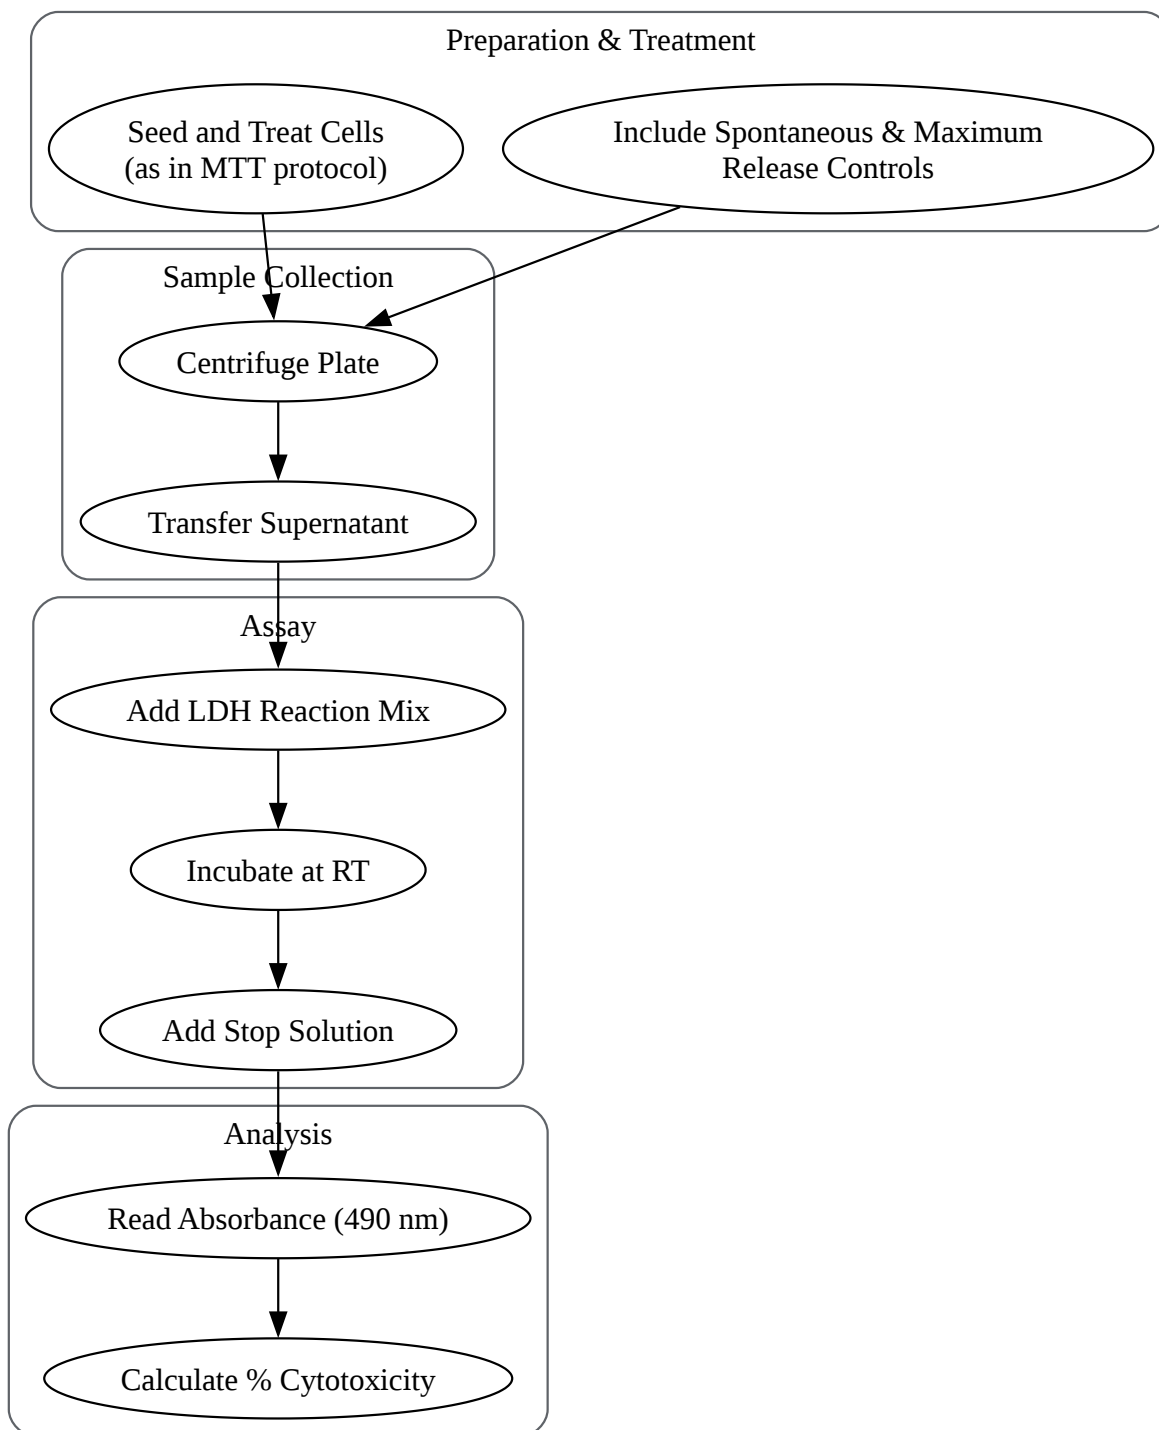 Preparation & Treatment
Seed and Treat Cells
(as in MTT protocol)
Include Spontaneous & Maximum
Release Controls
Sample Collection
Centrifuge Plate
Transfer Supernatant
Assay
Add LDH Reaction Mix
Incubate at RT
Add Stop Solution
Analysis
Read Absorbance (490 nm)
Calculate % Cytotoxicity